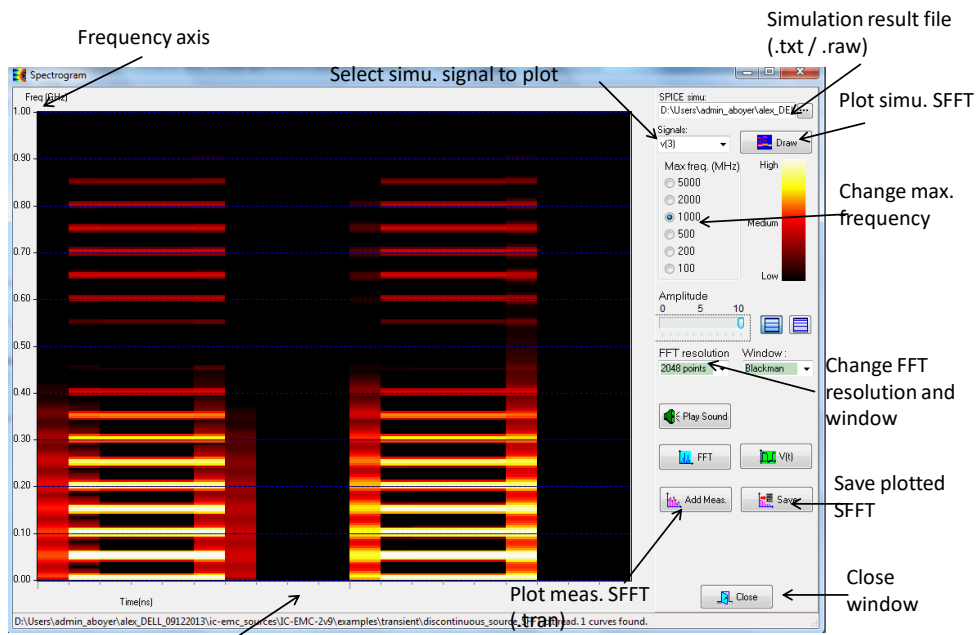 Simulation result file
(.txt / .raw)
Frequency axis
Select simu. signal to plot
Spectrogram
Freq (GHz)
1.00
0.90
0.80
0.70
0.60
0.50
0.40
0.30
0.20
0.10
0.00
Time(ns)
SPICE simu:
D:\Users\admin_aboyer\alex_DEL
Plot simu. SFFT
Signals:
v(3)
Draw
Max freq. (MHz)
5000
2000
1000
500
200
100
High
Medium
Low
Change max.
frequency
Amplitude
0 5 10
FFT resolution
2048 points
Window :
Blackman
Change FFT
resolution and
window
Play Sound
FFT
V(t)
Add Meas.
Save
Save plotted
SFFT
Plot meas. SFFT
(.tran)
Close
Close
window
D:\Users\admin_aboyer\alex_DELL_09122013\ic-emc_sources\IC-EMC-2v9\examples\transient\discontinuous_source read. 1 curves found.